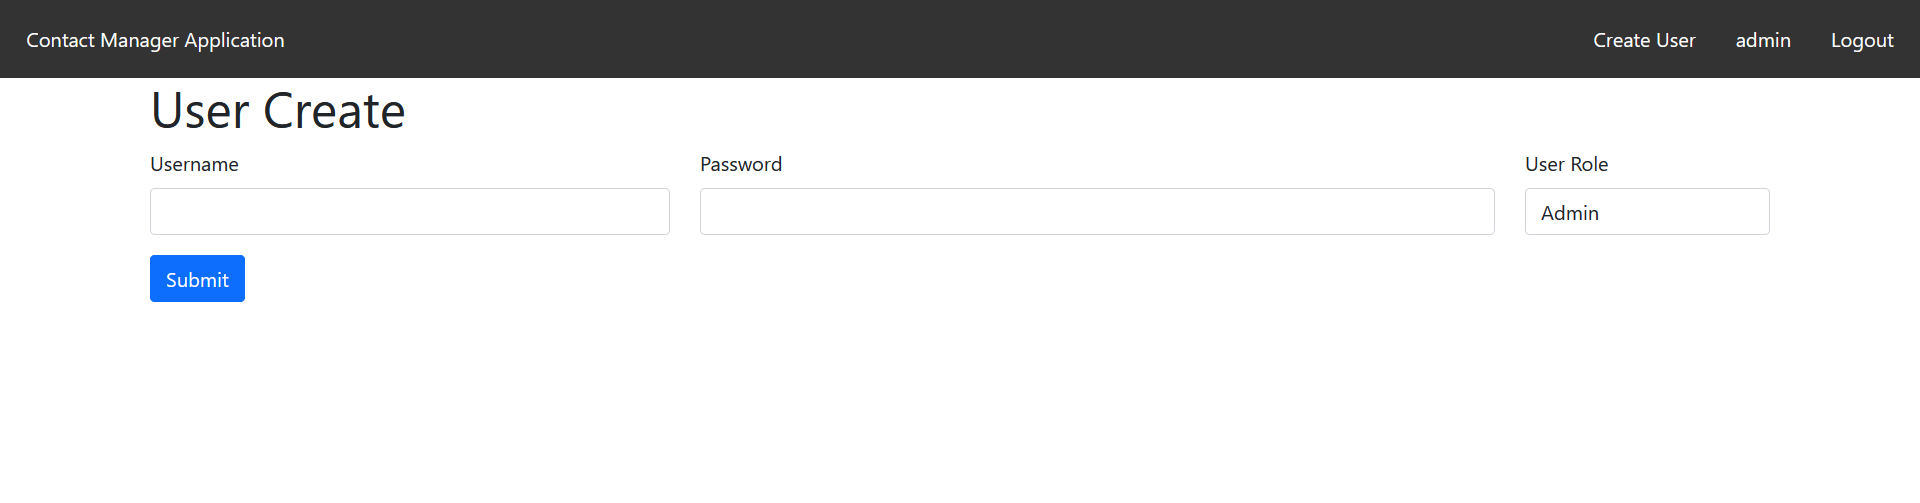 Contact Manager Application Create User admin Logout
User Create
Username Password User Role
Admin
Submit